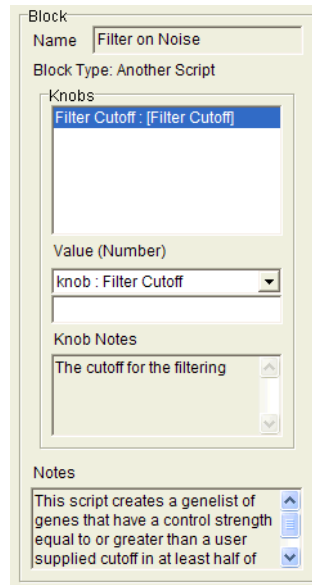 Block
Name Filter on Noise
Block Type: Another Script
Knobs
Filter Cutoff : [Filter Cutoff]
Value (Number)
knob : Filter Cutoff
Knob Notes
The cutoff for the filtering
Notes
This script creates a genelist of
genes that have a control strength
equal to or greater than a user
supplied cutoff in at least half of